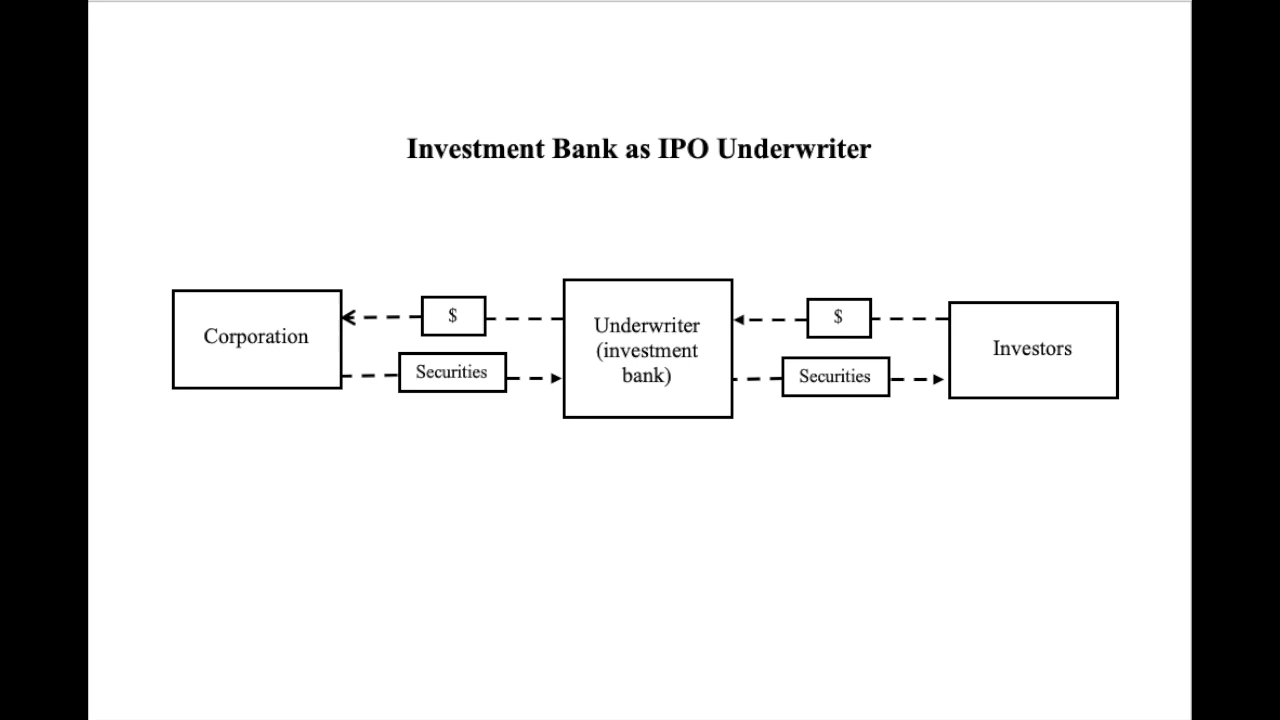 Investment Bank as IPO Underwriter
$
$
Corporation
Underwriter
(investment
bank)
Investors
Securities
Securities